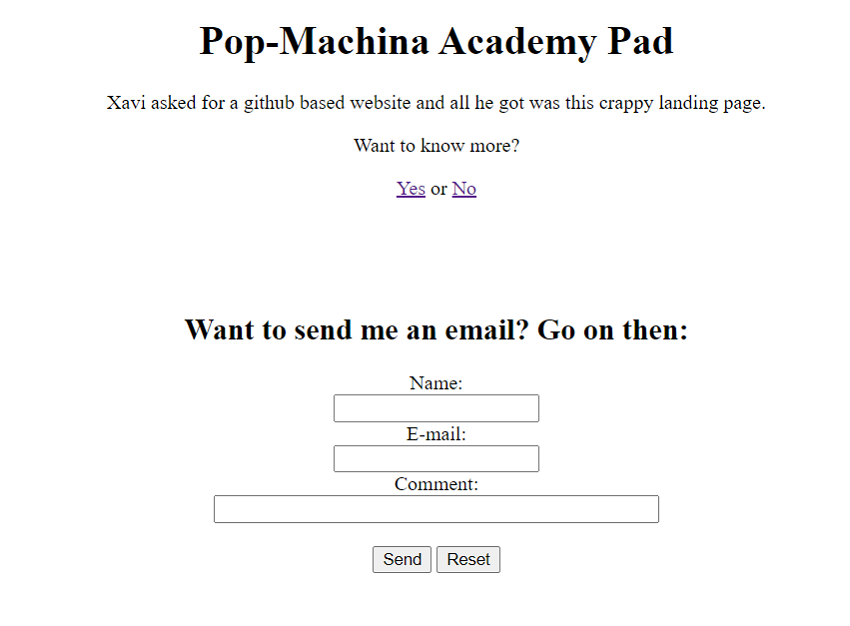 Pop-Machina Academy Pad
Xavi asked for a github based website and all he got was this crappy landing page.
Want to know more?
Yes or No
Want to send me an email? Go on then:
Name:
E-mail:
Comment:
Send Reset